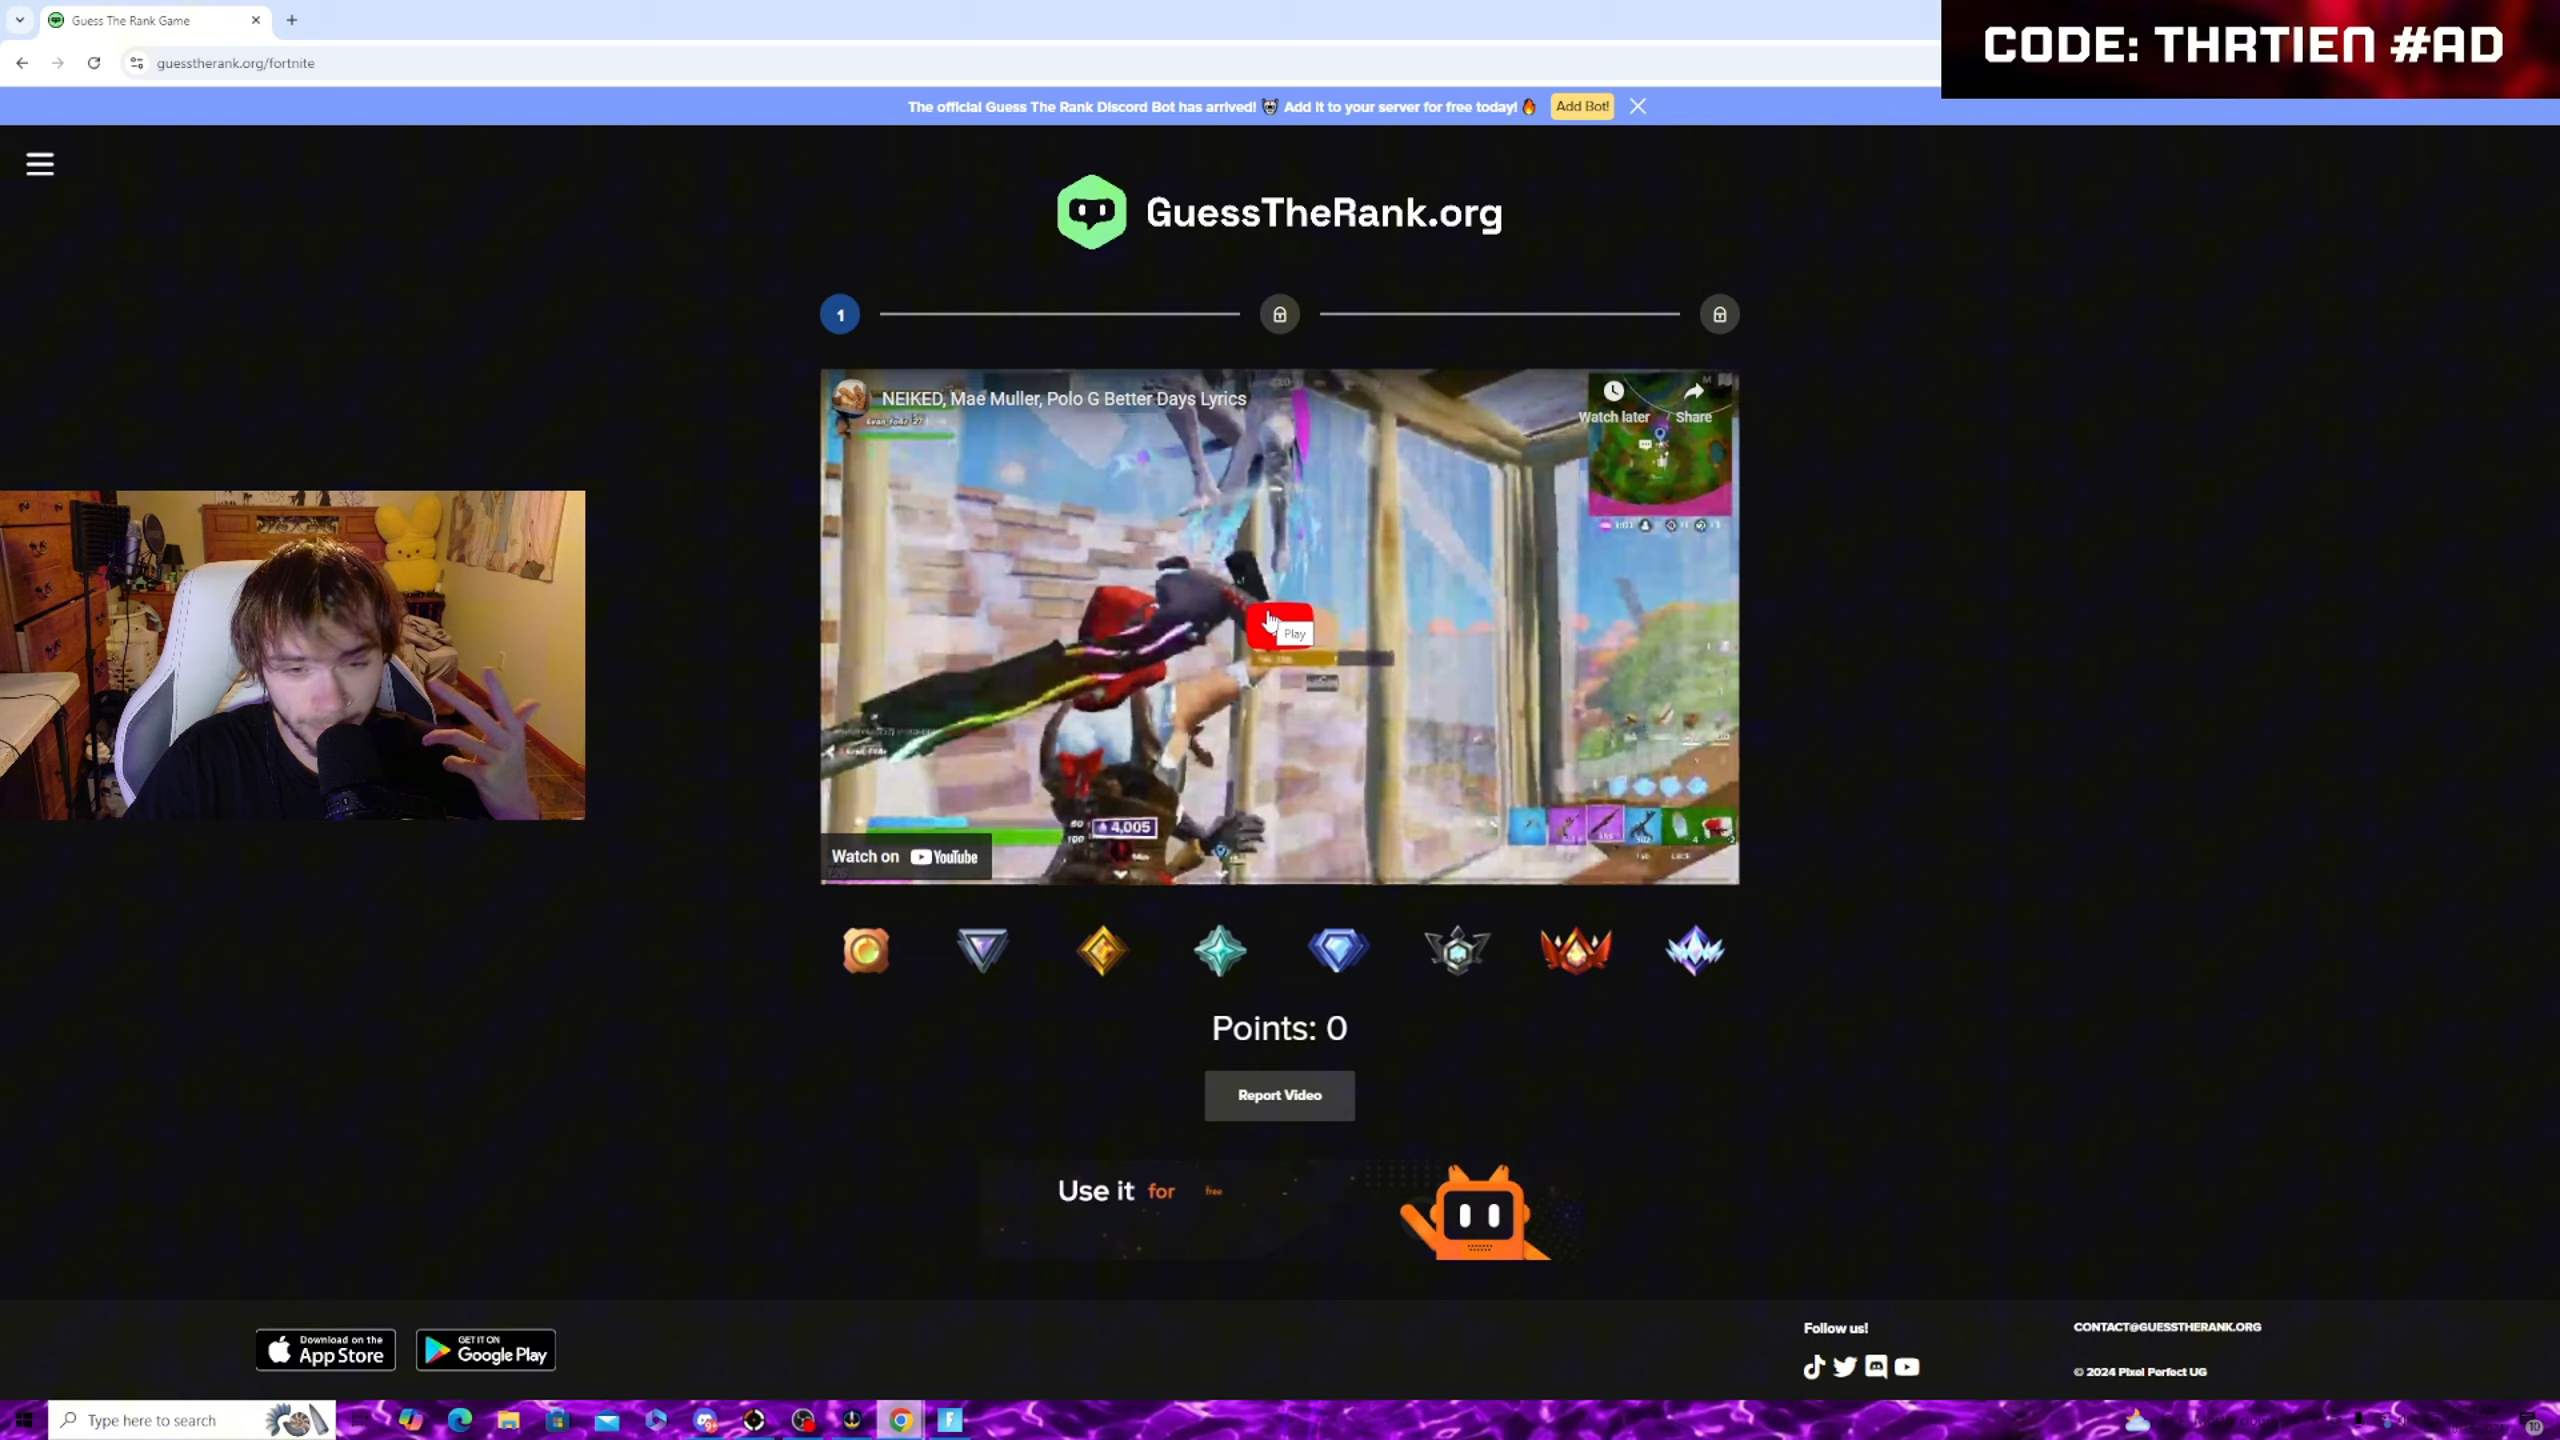 Guess The Rank Game
CODE: THRTIEN #AD
guesstherank.org/fortnite
The official Guess The Rank Discord Bot has arrived! Add it to your server for free today!
Add Bot!
GuessTheRank.org
1
NEIKED, Mae Muller, Polo G Better Days Lyrics
Watch later
Share
Play
4,005
100
Watch on YouTube
Points: 0
Report Video
Use it for free
Download on the
App Store
GET IT ON
Google Play
Follow us!
CONTACT@GUESSTHERANK.ORG
© 2024 Pixel Perfect UG
Type here to search